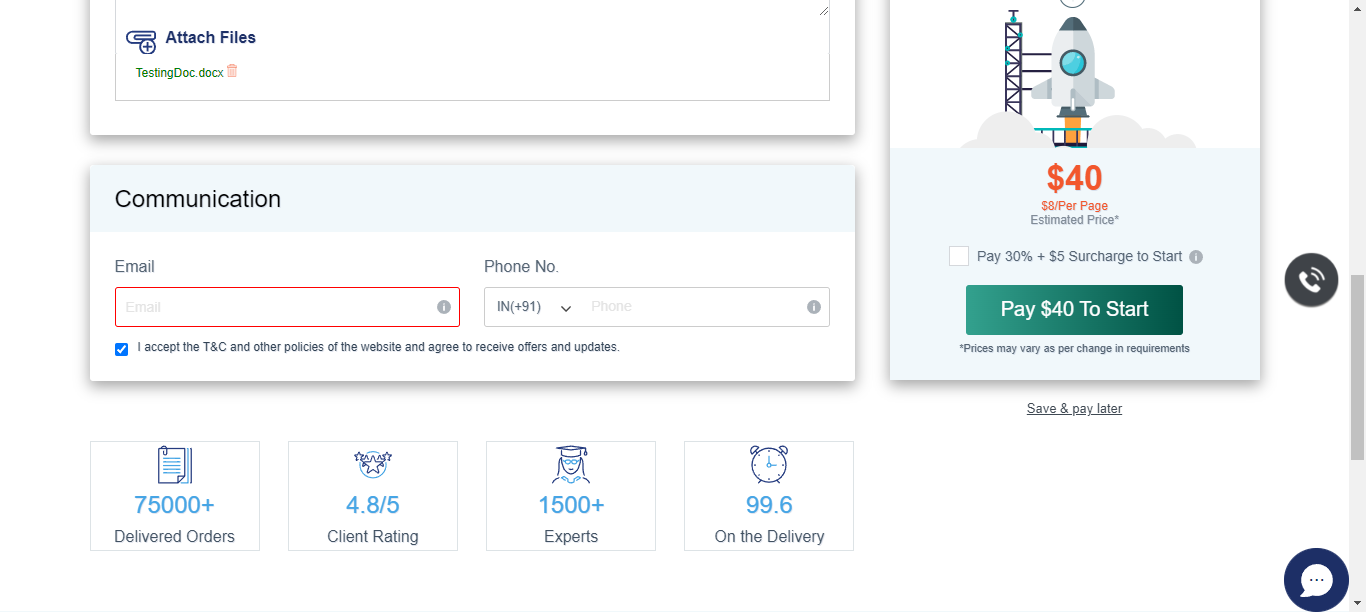 Attach Files
TestingDoc.docx
Communication
Email
Phone No.
Email
IN(+91)
Phone
I accept the T&C and other policies of the website and agree to receive offers and updates.
$40
$8/Per Page
Estimated Price*
Pay 30% + $5 Surcharge to Start
Pay $40 To Start
*Prices may vary as per change in requirements
Save & pay later
75000+
Delivered Orders
4.8/5
Client Rating
1500+
Experts
99.6
On the Delivery